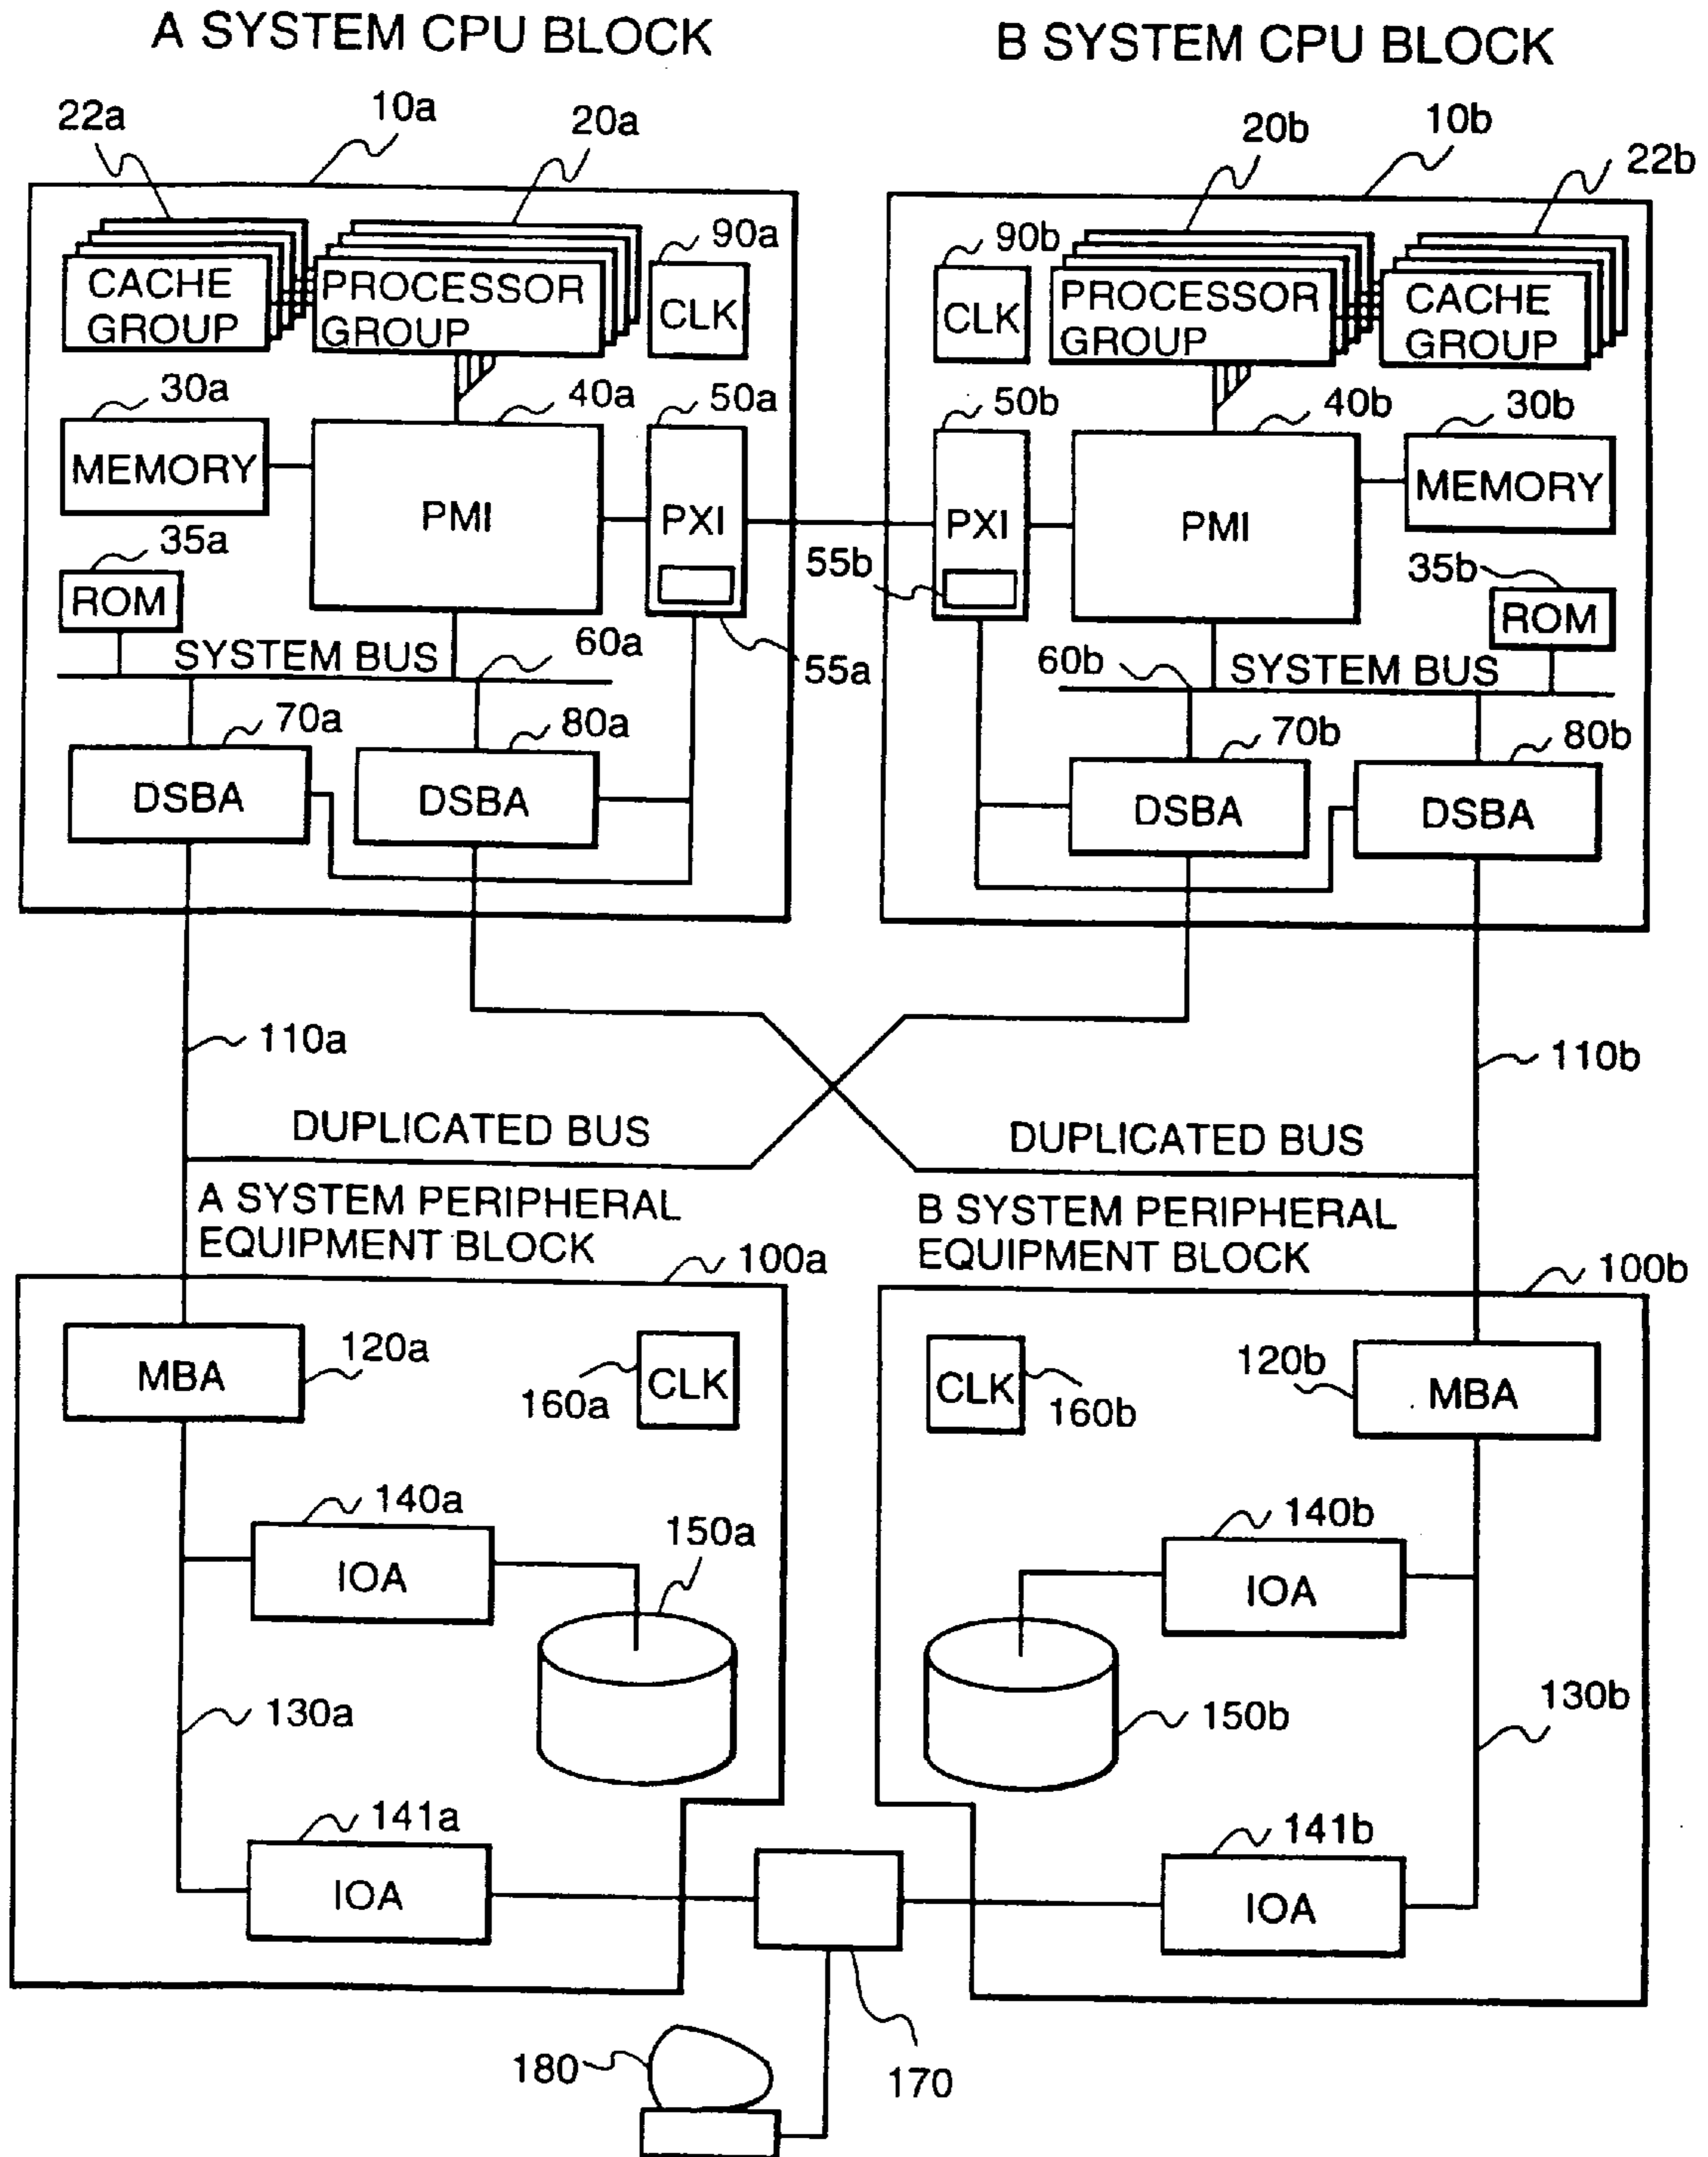 A SYSTEM CPU BLOCK
B SYSTEM CPU BLOCK
22a
10a
20a
20b
10b
22b
90a
90b
CACHE
GROUP
PROCESSOR
GROUP
CLK
CLK
PROCESSOR
GROUP
CACHE
GROUP
30a
40a
50a
50b
40b
30b
MEMORY
PMI
PXI
PXI
PMI
MEMORY
35a
55b
35b
ROM
ROM
SYSTEM BUS
60a
55a
60b
SYSTEM BUS
70a
80a
70b
80b
DSBA
DSBA
DSBA
DSBA
110a
110b
DUPLICATED BUS
DUPLICATED BUS
A SYSTEM PERIPHERAL
EQUIPMENT BLOCK
B SYSTEM PERIPHERAL
EQUIPMENT BLOCK
100a
100b
MBA
120a
160a
CLK
CLK
160b
120b
MBA
140a
150a
140b
IOA
IOA
130a
150b
130b
141a
141b
IOA
IOA
180
170